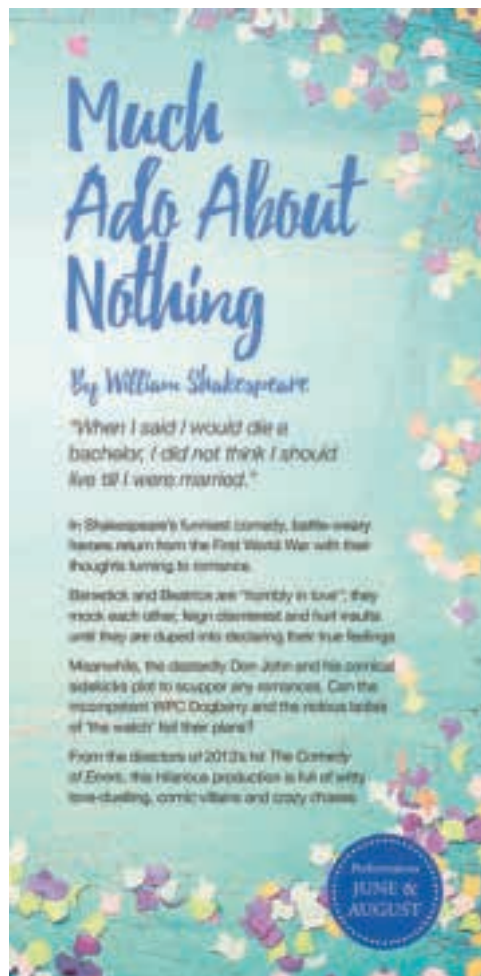 Much
Ado About
Nothing
By William Shakespeare
"When I said I would die a
bachelor, I did not think I should
live till I were married."
In Shakespeare's funniest comedy, battle-weary
heroes return from the First World War with their
thoughts turning to romance.
Benedick and Beatrice are "horribly in love"; they
mock each other, feign disinterest and hurl insults
until they are duped into declaring their true feelings.
Meanwhile, the dastardly Don John and his comical
sidekicks plot to scupper any romances. Can the
incompetent WPC Dogberry and the riotous ladies
of 'the watch' foil their plans?
From the directors of 2013's hit The Comedy
of Errors, this hilarious production is full of witty
love-duelling, comic villains and crazy chases.
Performances
JUNE &
AUGUST